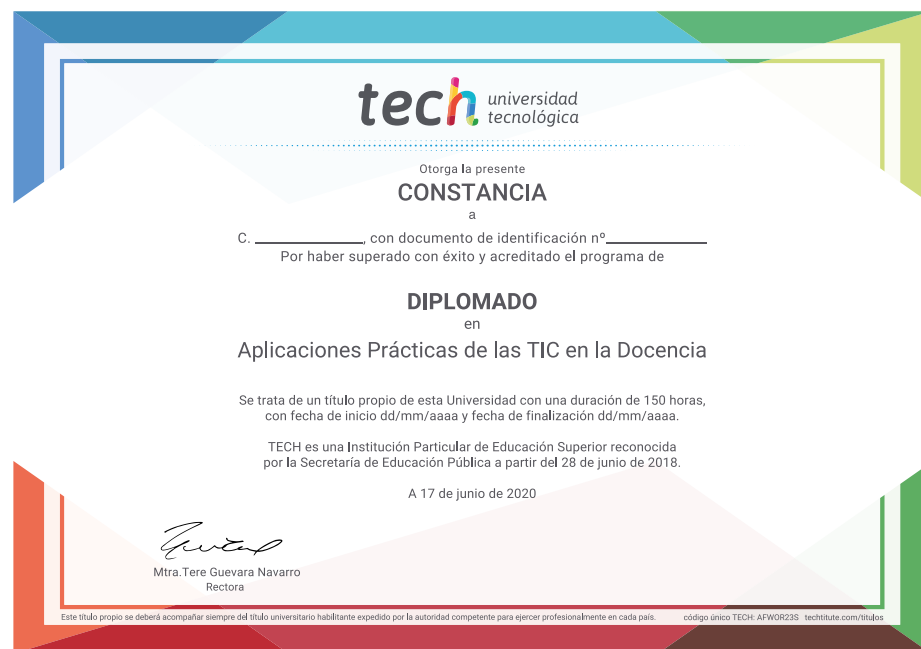 tech universidad
tecnológica
Otorga la presente
CONSTANCIA
a
C. ____________, con documento de identificación nº____________
Por haber superado con éxito y acreditado el programa de
DIPLOMADO
en
Aplicaciones Prácticas de las TIC en la Docencia
Se trata de un título propio de esta Universidad con una duración de 150 horas,
con fecha de inicio dd/mm/aaaa y fecha de finalización dd/mm/aaaa.
TECH es una Institución Particular de Educación Superior reconocida
por la Secretaría de Educación Pública a partir del 28 de junio de 2018.
A 17 de junio de 2020
Mtra.Tere Guevara Navarro
Rectora
Este título propio se deberá acompañar siempre del título universitario habilitante expedido por la autoridad competente para ejercer profesionalmente en cada país. código único TECH: AFWOR23S techtitute.com/titulos